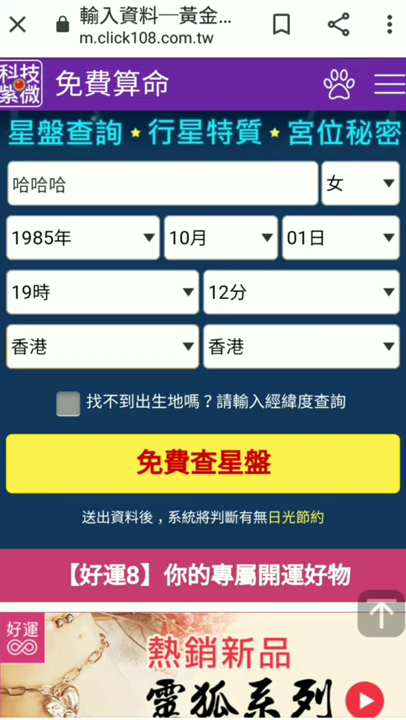 輸入資料─黃金...
m.click108.com.tw
科技
紫微
免費算命
星盤查詢 ★ 行星特質 ★ 宮位秘密
哈哈哈
女
1985年
10月
01日
19時
12分
香港
香港
找不到出生地嗎？請輸入經緯度查詢
免費查星盤
送出資料後，系統將判斷有無日光節約
【好運8】你的專屬開運好物
好運
熱銷新品
靈狐系列